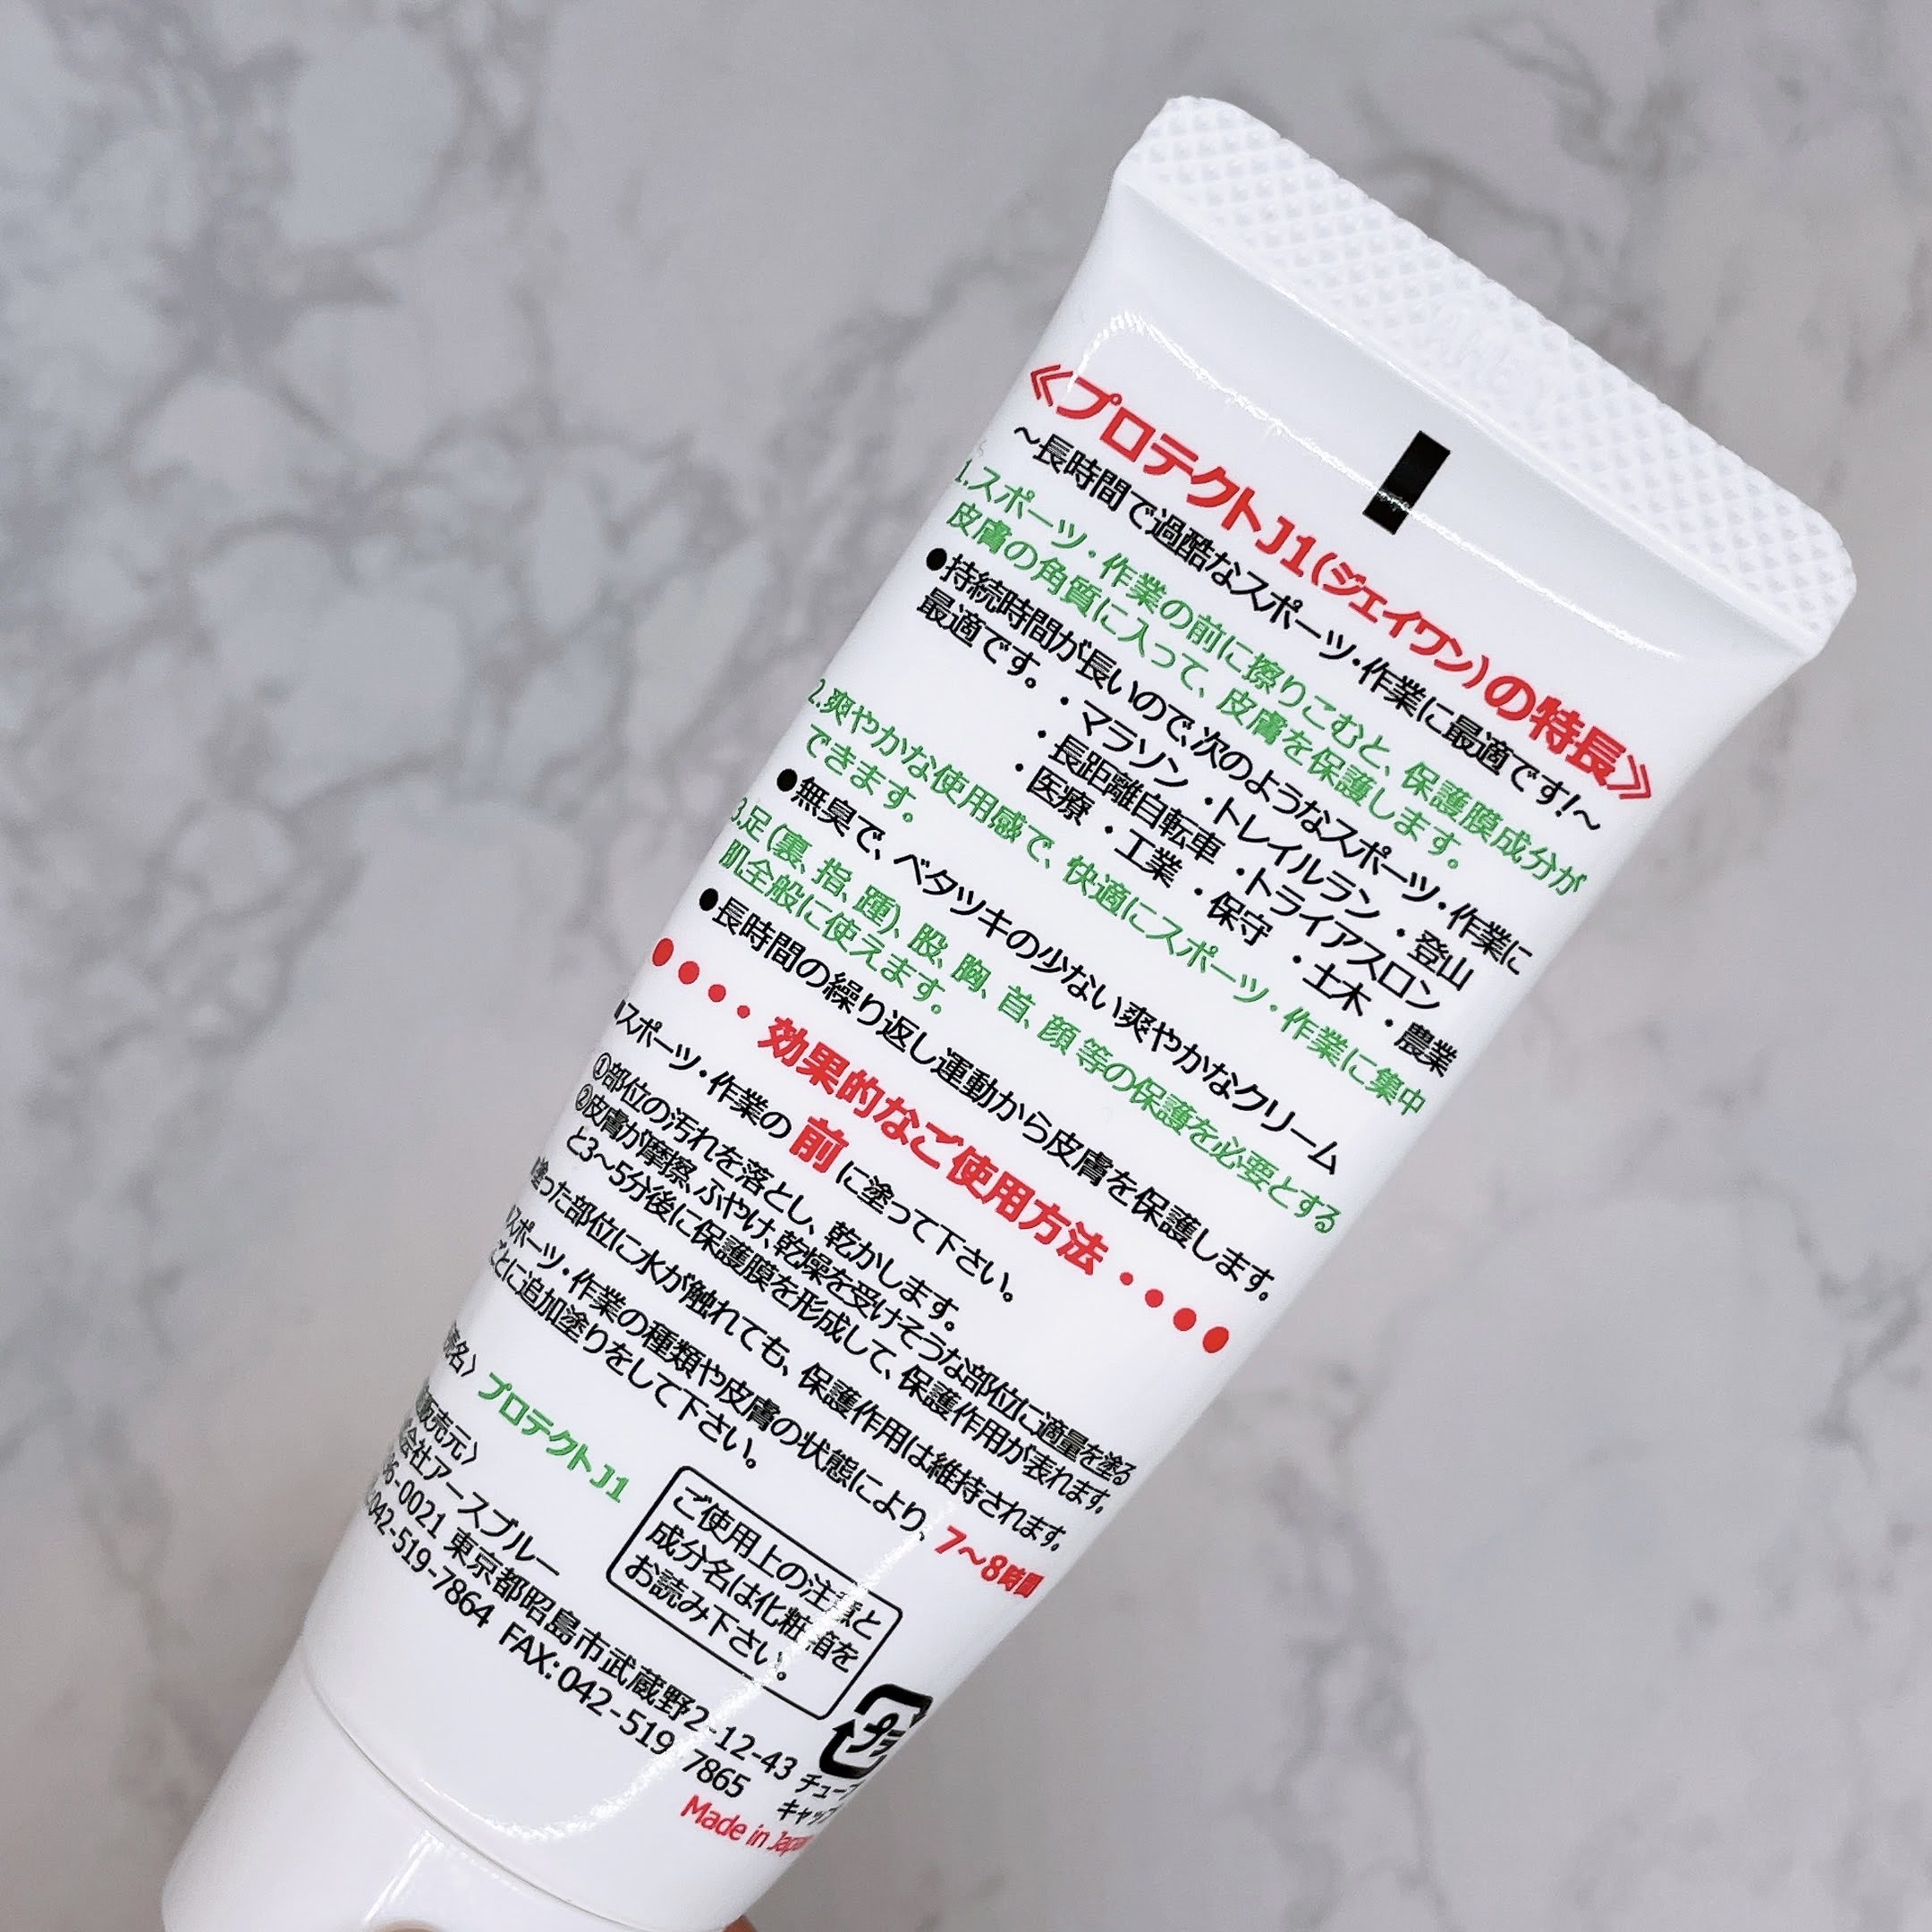 《プロテクトJ1(ジェイワン)の特長》
～長時間で過酷なスポーツ・作業に最適です!～
1.スポーツ・作業の前に擦りこむと、保護膜成分が
皮膚の角質に入って、皮膚を保護します。
●持続時間が長いので、次のようなスポーツ・作業に
最適です。・マラソン ・トレイルラン ・登山
・長距離自転車 ・トライアスロン
・医療 ・工業 ・保守 ・土木 ・農業
2.爽やかな使用感で、快適にスポーツ・作業に集中
できます。
●無臭で、ベタツキの少ない爽やかなクリーム
3.足(裏、指、踵)、股、胸、首、顔 等の保護を必要とする
肌全般に使えます。
●長時間の繰り返し運動から皮膚を保護します。
●●●●・効果的なご使用方法・●●●●
スポーツ・作業の 前 に塗って下さい。
①部位の汚れを落とし、乾かします。
②皮膚が摩擦、ふやけ、乾燥を受けそうな部位に適量を塗る
と3～5分後に保護膜を形成して、保護作用が表れます。
塗った部位に水が触れても、保護作用は維持されます。
スポーツ・作業の種類や皮膚の状態により、7～8時間
ごとに追加塗りをして下さい。
名〉プロテクトJ1
販売元〉
会社アースブルー
ご使用上の注意と
成分名は化粧箱を
お読み下さい。
6-0021 東京都昭島市武蔵野2-12-43
042-519-7864 FAX:042-519-7865
プラ
チュー
キャップ
Made in Japan